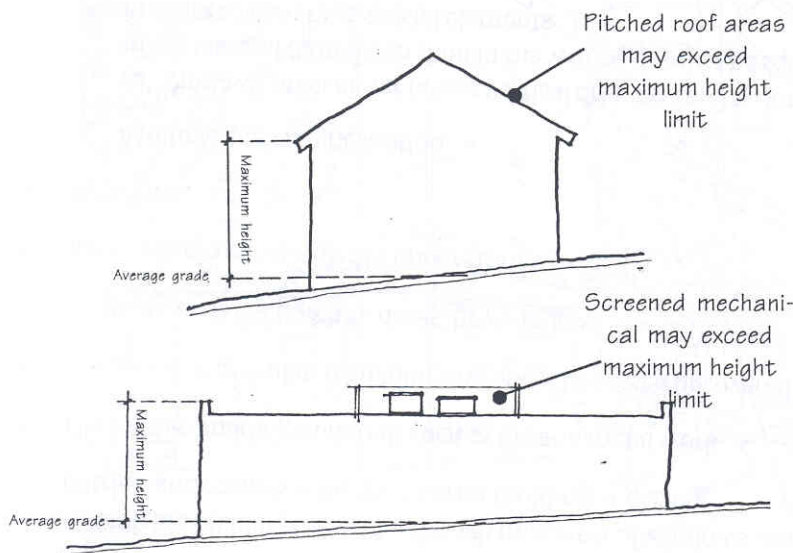 Pitched roof areas
may exceed
maximum height
limit
Maximum height
Average grade
Screened mechani-
cal may exceed
maximum height
limit
Maximum height
Average grade